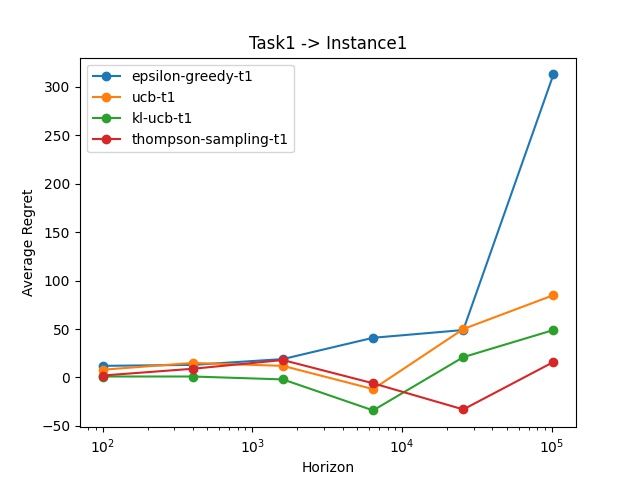 Task1 -> Instance1
epsilon-greedy-t1
ucb-t1
kl-ucb-t1
thompson-sampling-t1
Average Regret
300
250
200
150
100
50
0
−50
10²
10³
10⁴
10⁵
Horizon